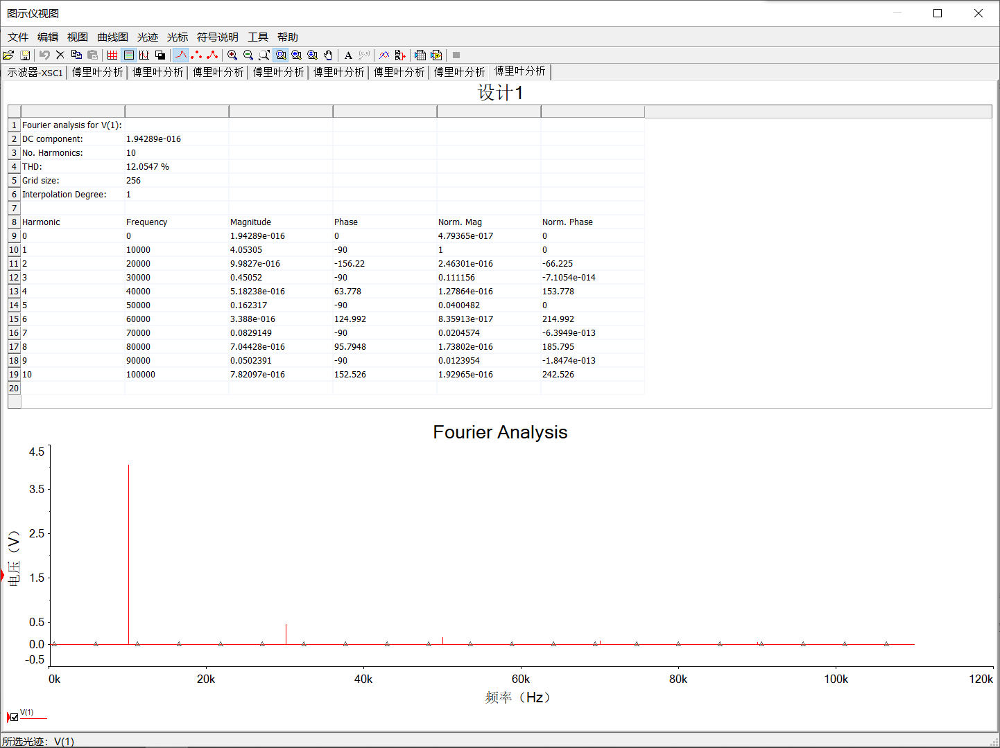 图示仪视图
文件 编辑 视图 曲线图 光迹 光标 符号说明 工具 帮助
示波器-XSC1 傅里叶分析 傅里叶分析 傅里叶分析 傅里叶分析 傅里叶分析 傅里叶分析 傅里叶分析 傅里叶分析
设计1
1 Fourier analysis for V(1):
2 DC component: 1.94289e-016
3 No. Harmonics: 10
4 THD: 12.0547 %
5 Grid size: 256
6 Interpolation Degree: 1
7
8 Harmonic Frequency Magnitude Phase Norm. Mag Norm. Phase
9 0 0 1.94289e-016 0 4.79365e-017 0
10 1 10000 4.05305 -90 1 0
11 2 20000 9.9827e-016 -156.22 2.46301e-016 -66.225
12 3 30000 0.45052 -90 0.111156 -7.1054e-014
13 4 40000 5.18238e-016 63.778 1.27864e-016 153.778
14 5 50000 0.162317 -90 0.0400482 0
15 6 60000 3.388e-016 124.992 8.35913e-017 214.992
16 7 70000 0.0829149 -90 0.0204574 -6.3949e-013
17 8 80000 7.04428e-016 95.7948 1.73802e-016 185.795
18 9 90000 0.0502391 -90 0.0123954 -1.8474e-013
19 10 100000 7.82097e-016 152.526 1.92965e-016 242.526
20
Fourier Analysis
电压（V）
4.5
3.5
2.5
1.5
0.5
0.0
-0.5
0k 20k 40k 60k 80k 100k 120k
频率（Hz）
V(1)
所选光迹: V(1)